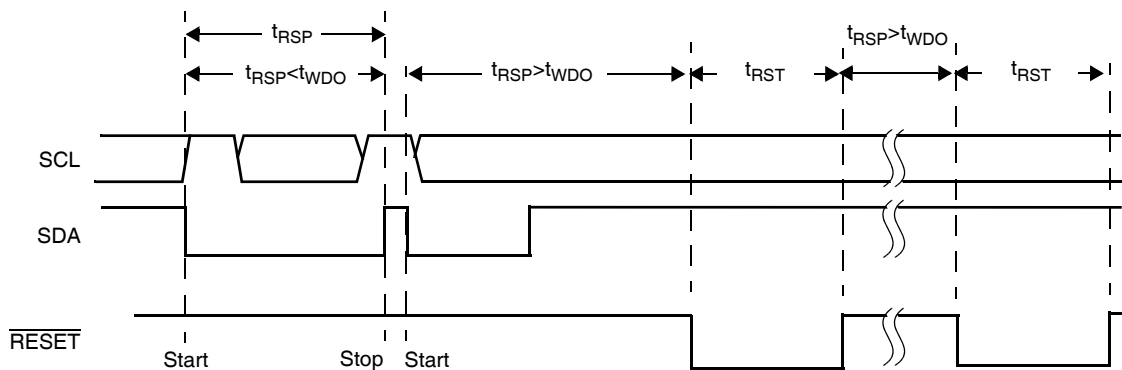 tRSP
tRSP<tWDO
tRSP>tWDO
tRST
tRSP>tWDO
tRST
SCL
SDA
RESET
Start
Stop
Start